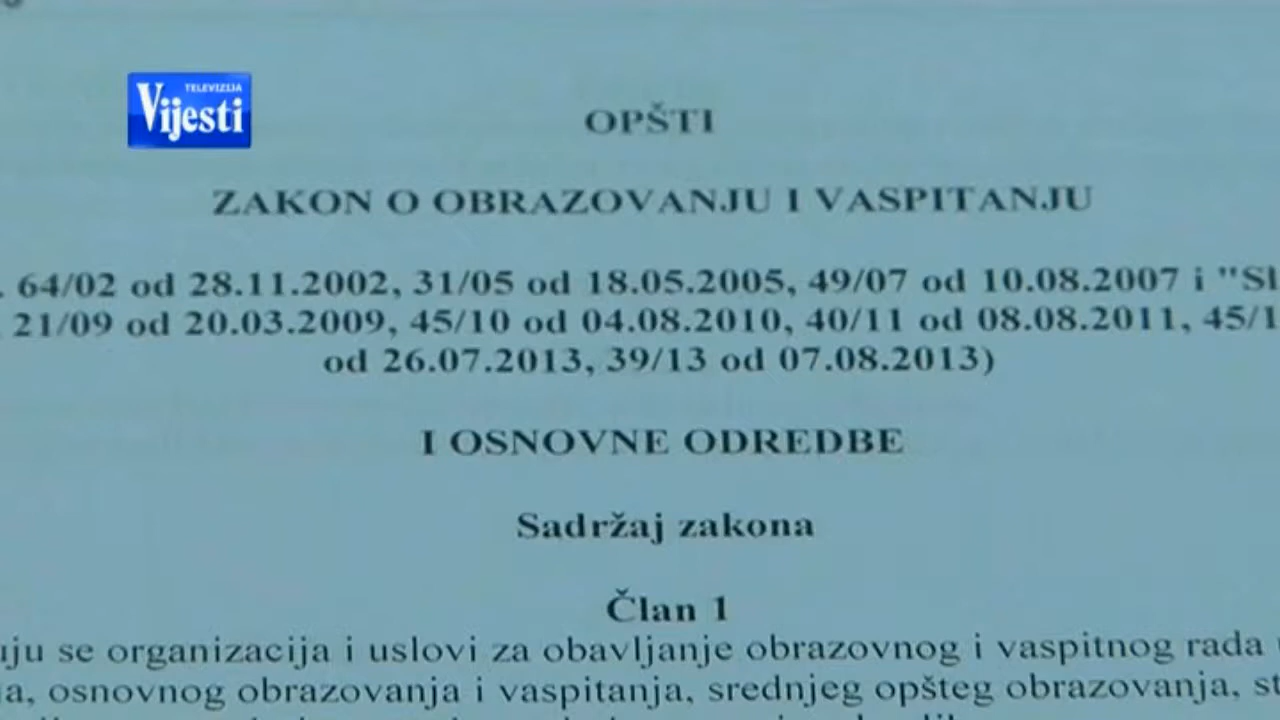 TELEVIZIJA
Vijesti
OPŠTI
ZAKON O OBRAZOVANJU I VASPITANJU
. 64/02 od 28.11.2002, 31/05 od 18.05.2005, 49/07 od 10.08.2007 i "Sl
21/09 od 20.03.2009, 45/10 od 04.08.2010, 40/11 od 08.08.2011, 45/1
od 26.07.2013, 39/13 od 07.08.2013)
I OSNOVNE ODREDBE
Sadržaj zakona
Član 1
uju se organizacija i uslovi za obavljanje obrazovnog i vaspitnog rada
ja, osnovnog obrazovanja i vaspitanja, srednjeg opšteg obrazovanja, st